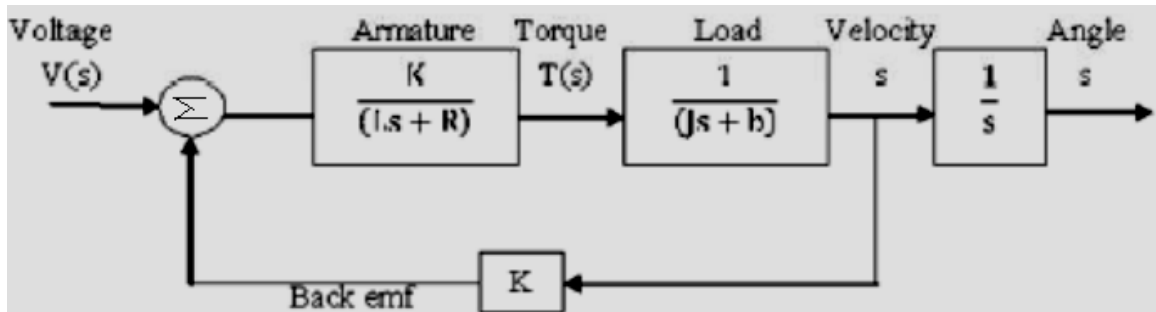 Voltage Armature Torque Load Velocity Angle
V(s) K T(s) 1 s 1 s
Σ (Ls + R) (Js + b) s
K
Back emf